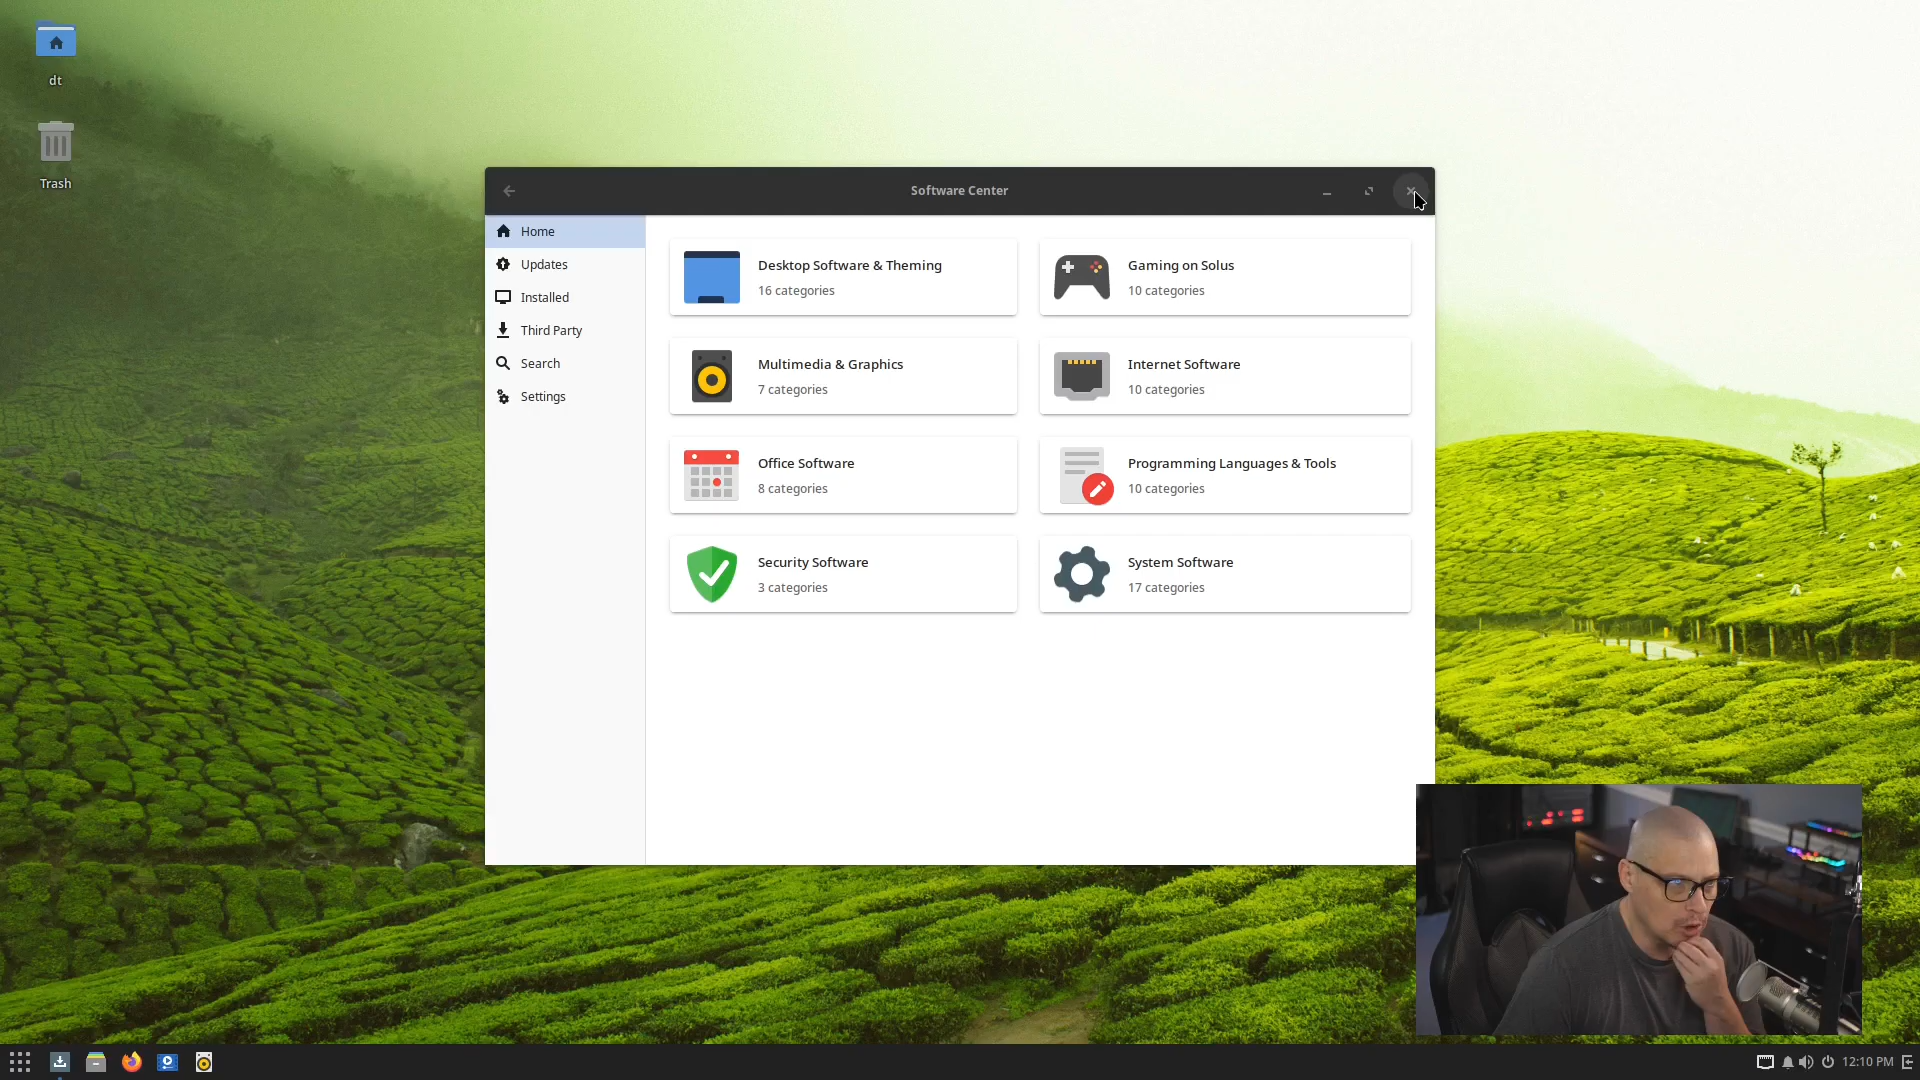 dt
Trash
Software Center
Home
Updates
Installed
Third Party
Search
Settings
Desktop Software & Theming
16 categories
Gaming on Solus
10 categories
Multimedia & Graphics
7 categories
Internet Software
10 categories
Office Software
8 categories
Programming Languages & Tools
10 categories
Security Software
3 categories
System Software
17 categories
12:10 PM